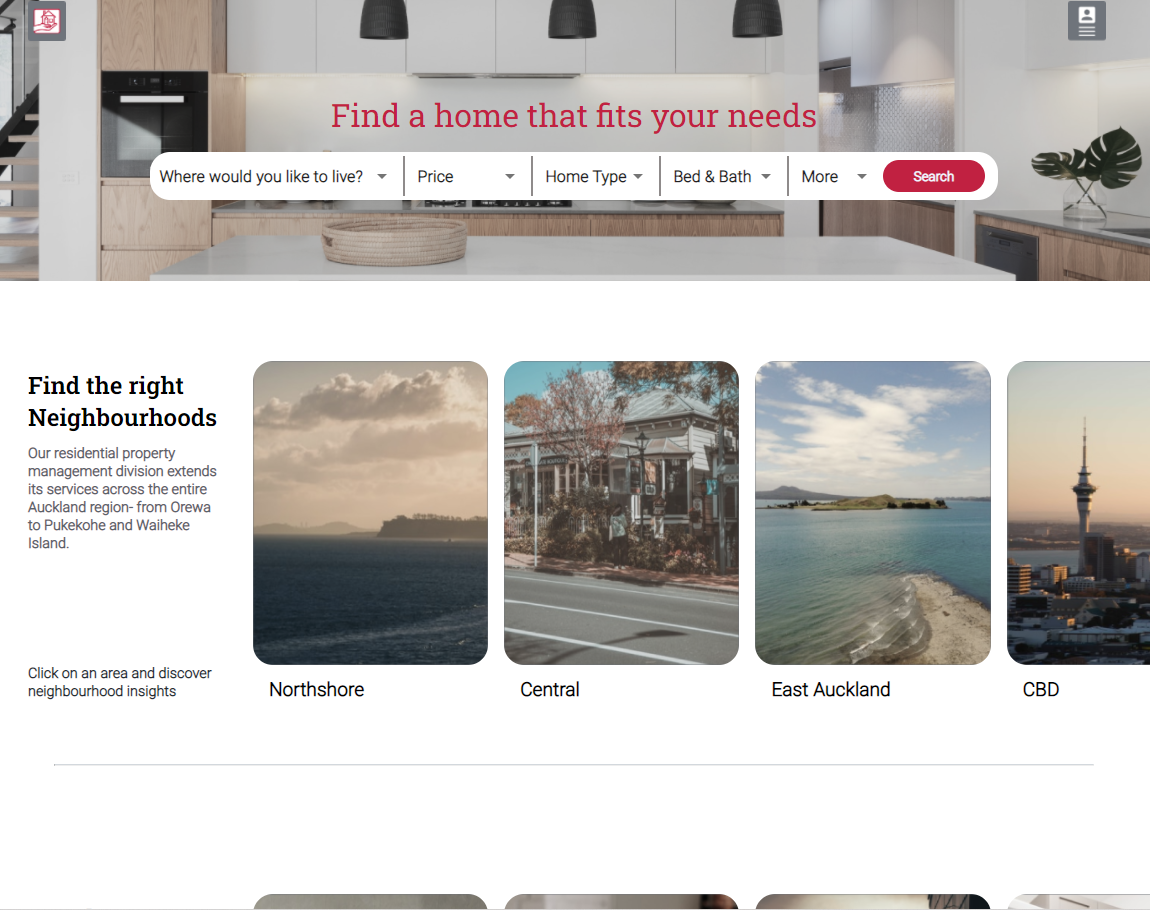 Find a home that fits your needs
Where would you like to live?
Price
Home Type
Bed & Bath
More
Search
Find the right
Neighbourhoods
Our residential property
management division extends
its services across the entire
Auckland region- from Orewa
to Pukekohe and Waiheke
Island.
Click on an area and discover
neighbourhood insights
Northshore
Central
East Auckland
CBD